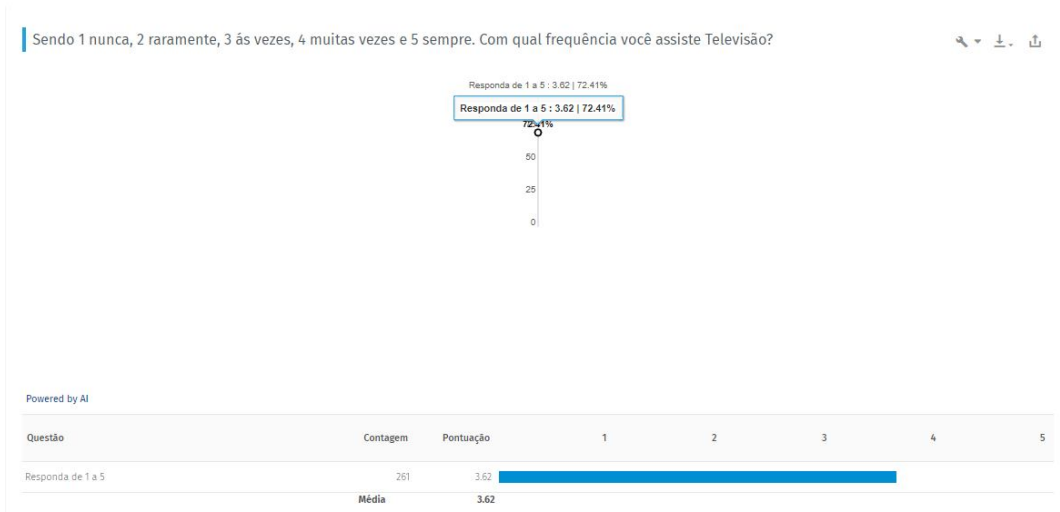 Sendo 1 nunca, 2 raramente, 3 ás vezes, 4 muitas vezes e 5 sempre. Com qual frequência você assiste Televisão?
Responda de 1 a 5 : 3.62 | 72.41%
Responda de 1 a 5 : 3.62 | 72.41%
72.41%
50
25
0
Powered by AI
Questão Contagem Pontuação 1 2 3 4 5
Responda de 1 a 5 261 3.62
Média 3.62